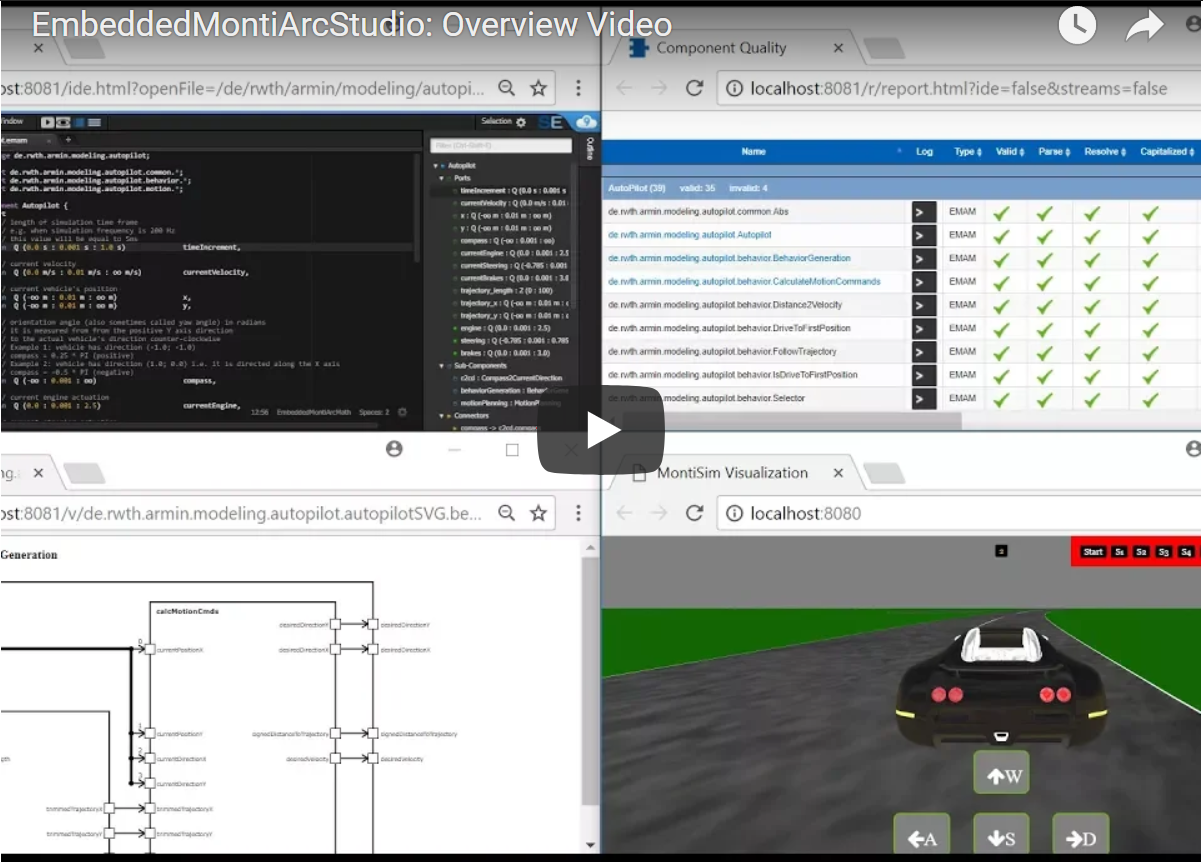 EmbeddedMontiArcStudio: Overview Video
ost:8081/ide.html?openFile=/de/rwth/armin/modeling/autopi...
indow
Selection
SE
.emam
ge de.rwth.armin.modeling.autopilot;
t de.rwth.armin.modeling.autopilot.common.*;
t de.rwth.armin.modeling.autopilot.behavior.*;
t de.rwth.armin.modeling.autopilot.motion.*;
nent Autopilot {
t
/ length of simulation time frame
/ e.g. when simulation frequency is 200 Hz
/ this value will be equal to 5ms
n Q (0.0 s : 0.001 s : 1.0 s) timeIncrement,
/ current velocity
n Q (0.0 m/s : 0.01 m/s : oo m/s) currentVelocity,
/ current vehicle's position
n Q (-oo m : 0.01 m : oo m) x,
n Q (-oo m : 0.01 m : oo m) y,
/ orientation angle (also sometimes called yaw angle) in radians
/ it is measured from from the positive Y axis direction
/ to the actual vehicle's direction counter-clockwise
/ Example 1: vehicle has direction (-1.0; -1.0)
/ compass = 0.25 * PI (positive)
/ Example 2: vehicle has direction (1.0; 0.0) i.e. it is directed along the X axis
/ compass = -0.5 * PI (negative)
n Q (-oo : 0.001 : oo) compass,
/ current engine actuation
n Q (0.0 : 0.001 : 2.5) currentEngine,
12:56 EmbeddedMontiArcMath Spaces: 2
Filter (Ctrl-Shift-E)
Outline
Autopilot
Ports
timeIncrement : Q (0.0 s : 0.001 s
currentVelocity : Q (0.0 m/s : 0.01
x : Q (-oo m : 0.01 m : oo m)
y : Q (-oo m : 0.01 m : oo m)
compass : Q (-oo : 0.001 : oo)
currentEngine : Q (0.0 : 0.001 : 2.5
currentSteering : Q (-0.785 : 0.001
currentBrakes : Q (0.0 : 0.001 : 3.0
trajectory_length : Z (0 : 100)
trajectory_x : Q (-oo m : 0.01 m : c
trajectory_y : Q (-oo m : 0.01 m : c
engine : Q (0.0 : 0.001 : 2.5)
steering : Q (-0.785 : 0.001 : 0.785
brakes : Q (0.0 : 0.001 : 3.0)
Sub-Components
c2cd : Compass2CurrentDirection
behaviorGeneration : BehaviorGene
motionPlanning : MotionP
Connectors
compass -> c2cd.compas
Component Quality
localhost:8081/r/report.html?ide=false&streams=false
Name Log Type Valid Parse Resolve Capitalized
AutoPilot (39) valid: 35 invalid: 4
de.rwth.armin.modeling.autopilot.common.Abs EMAM
de.rwth.armin.modeling.autopilot.Autopilot EMAM
de.rwth.armin.modeling.autopilot.behavior.BehaviorGeneration EMAM
de.rwth.armin.modeling.autopilot.behavior.CalculateMotionCommands EMAM
de.rwth.armin.modeling.autopilot.behavior.Distance2Velocity EMAM
de.rwth.armin.modeling.autopilot.behavior.DriveToFirstPosition EMAM
de.rwth.armin.modeling.autopilot.behavior.FollowTrajectory EMAM
de.rwth.armin.modeling.autopilot.behavior.IsDriveToFirstPosition EMAM
de.rwth.armin.modeling.autopilot.behavior.Selector EMAM
ng.
ost:8081/v/de.rwth.armin.modeling.autopilot.autopilotSVG.be...
Generation
calcMotionCmds
desiredDirectionX desiredDirectionX
currentPositionX
desiredDirectionX desiredDirectionX
currentPositionY
signedDistanceToTrajectory signedDistanceToTrajectory
currentDirectionX
desiredVelocity desiredVelocity
currentDirectionY
trimmedTrajectoryX trimmedTrajectoryX
trimmedTrajectoryY trimmedTrajectoryY
MontiSim Visualization
localhost:8080
Start S1 S2 S3 S4
W
A S D